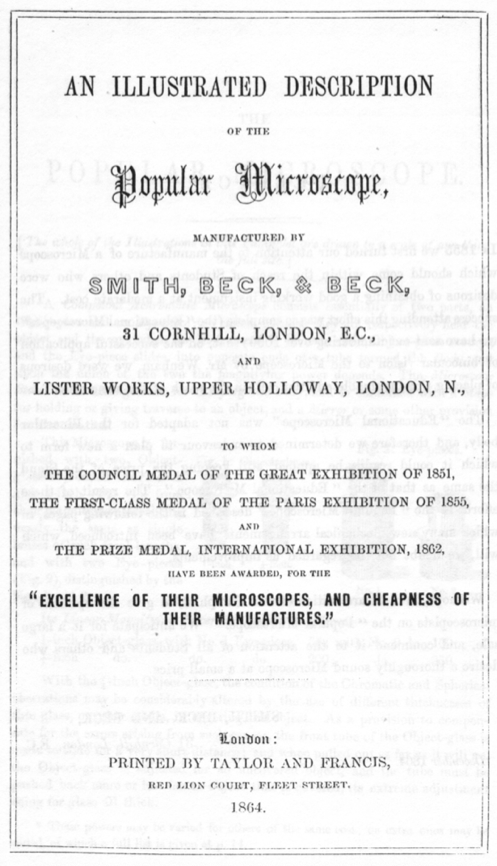 AN ILLUSTRATED DESCRIPTION
OF THE
Popular Microscope,
MANUFACTURED BY
SMITH, BECK, & BECK,
31 CORNHILL, LONDON, E.C.,
AND
LISTER WORKS, UPPER HOLLOWAY, LONDON, N.,
TO WHOM
THE COUNCIL MEDAL OF THE GREAT EXHIBITION OF 1851,
THE FIRST-CLASS MEDAL OF THE PARIS EXHIBITION OF 1855,
AND
THE PRIZE MEDAL, INTERNATIONAL EXHIBITION, 1862,
HAVE BEEN AWARDED, FOR THE
"EXCELLENCE OF THEIR MICROSCOPES, AND CHEAPNESS OF
THEIR MANUFACTURES."
London:
PRINTED BY TAYLOR AND FRANCIS,
RED LION COURT, FLEET STREET.
1864.